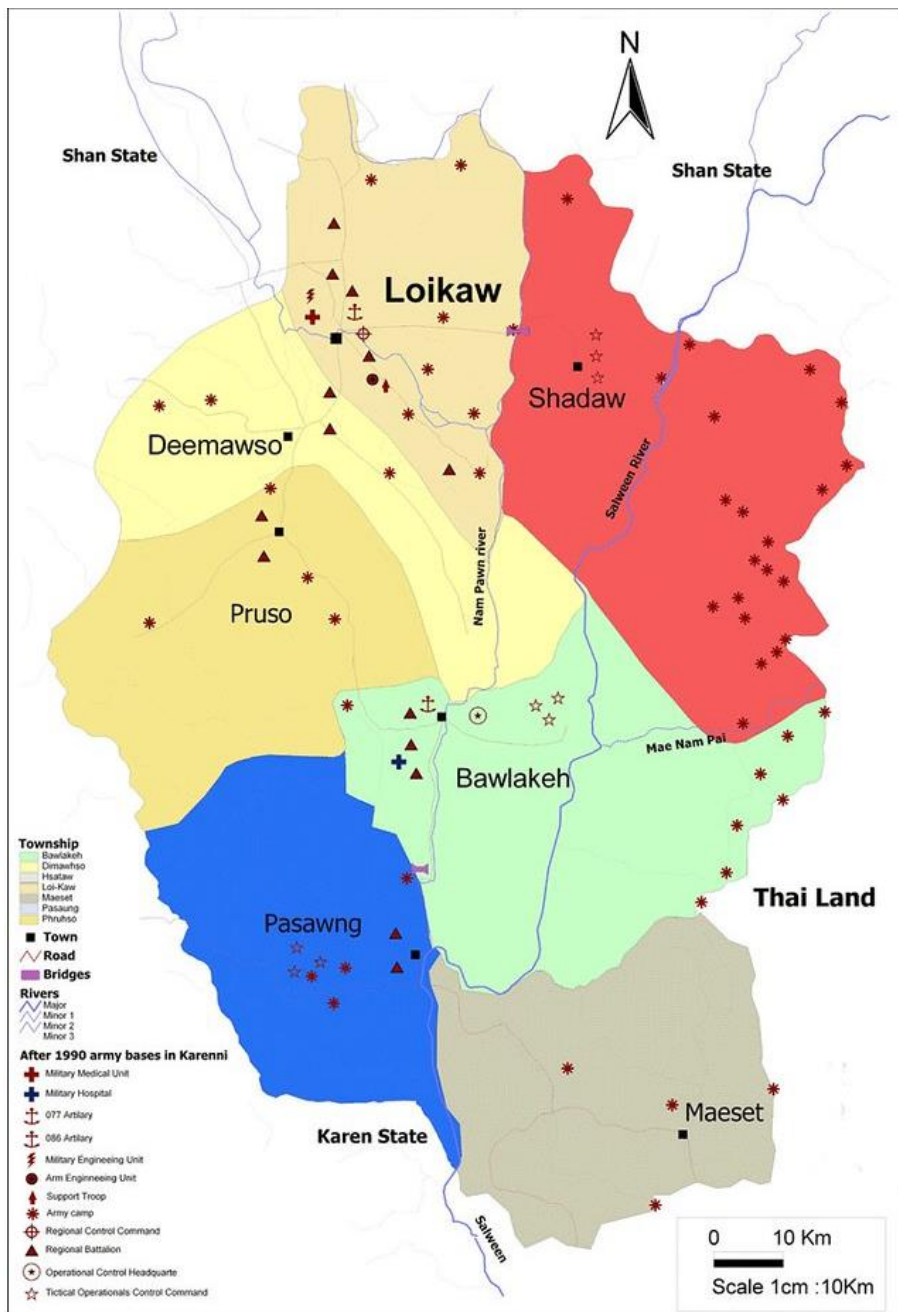 N
Shan State
Shan State
Loikaw
Shadaw
Deemawso
Salween River
Nam Pawn river
Pruso
Mae Nam Pai
Bawlakeh
Thai Land
Pasawng
Maeset
Karen State
Salween
Township
Bawlakeh
Dimawhso
Hsataw
Loi-Kaw
Maeset
Pasaung
Phruhso
Town
Road
Bridges
Rivers
Major
Minor 1
Minor 2
Minor 3
After 1990 army bases in Karenni
Military Medical Unit
Military Hospital
077 Artilary
086 Artilary
Military Engineeing Unit
Arm Enginneeing Unit
Support Troop
Army camp
Regional Control Command
Regional Battalion
Operational Control Headquarte
Tictical Operationals Control Command
0 10 Km
Scale 1cm :10Km